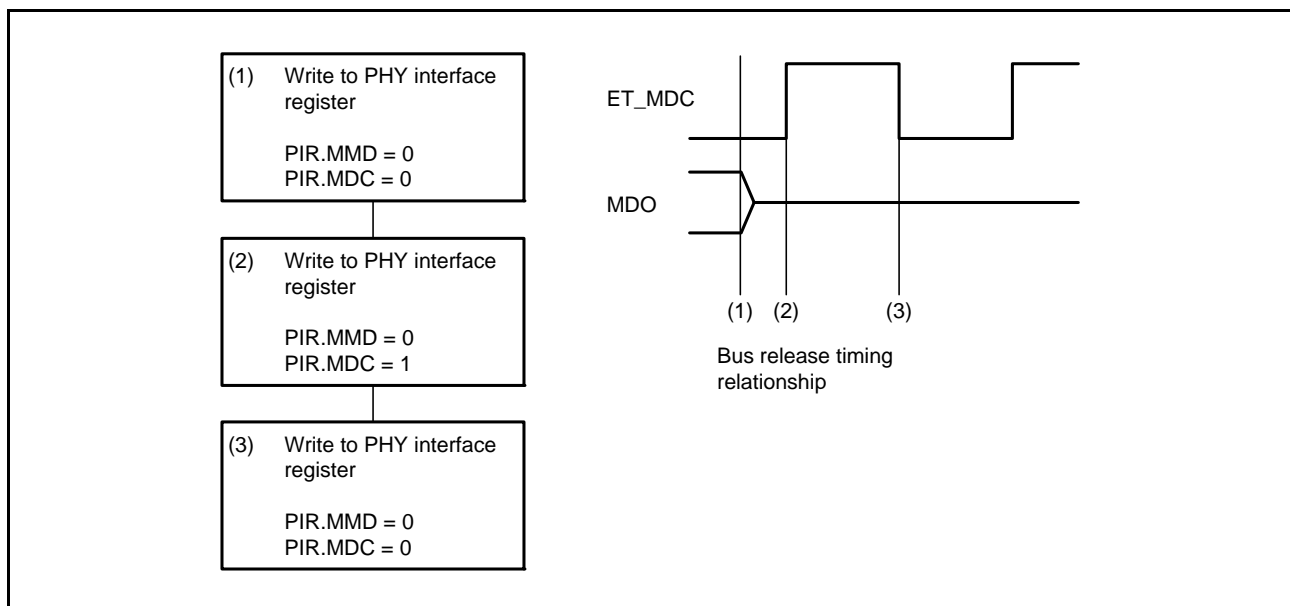 (1) Write to PHY interface
register
PIR.MMD = 0
PIR.MDC = 0
(2) Write to PHY interface
register
PIR.MMD = 0
PIR.MDC = 1
(3) Write to PHY interface
register
PIR.MMD = 0
PIR.MDC = 0
ET_MDC
MDO
(1) (2) (3)
Bus release timing
relationship